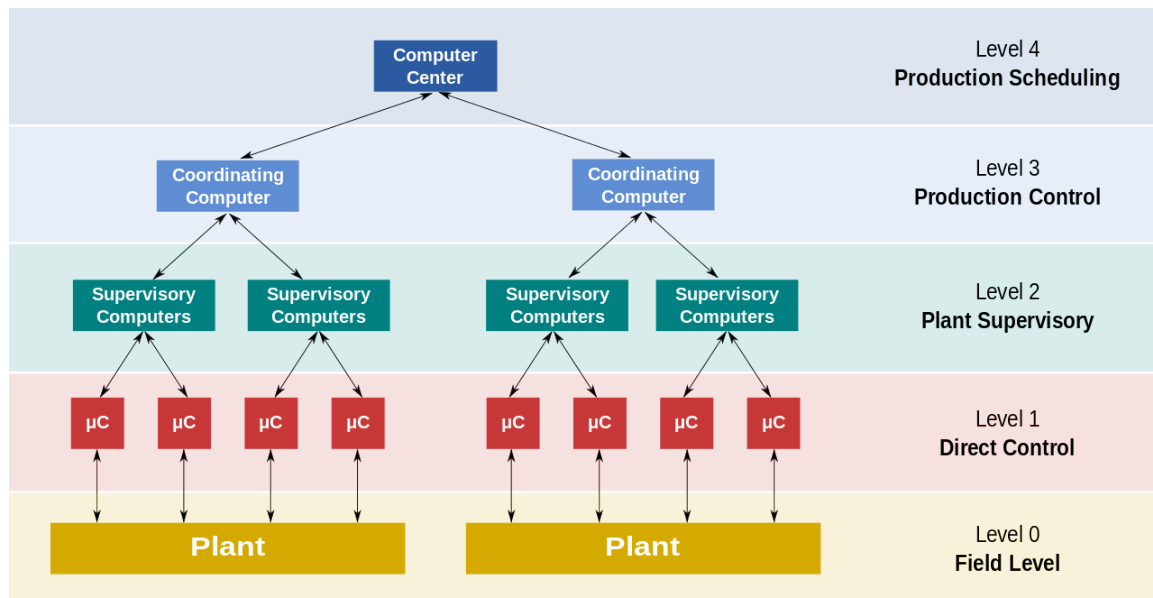 Computer
Center
Level 4
Production Scheduling
Coordinating
Computer
Coordinating
Computer
Level 3
Production Control
Supervisory
Computers
Supervisory
Computers
Supervisory
Computers
Supervisory
Computers
Level 2
Plant Supervisory
µC
µC
µC
µC
µC
µC
µC
µC
Level 1
Direct Control
Plant
Plant
Level 0
Field Level